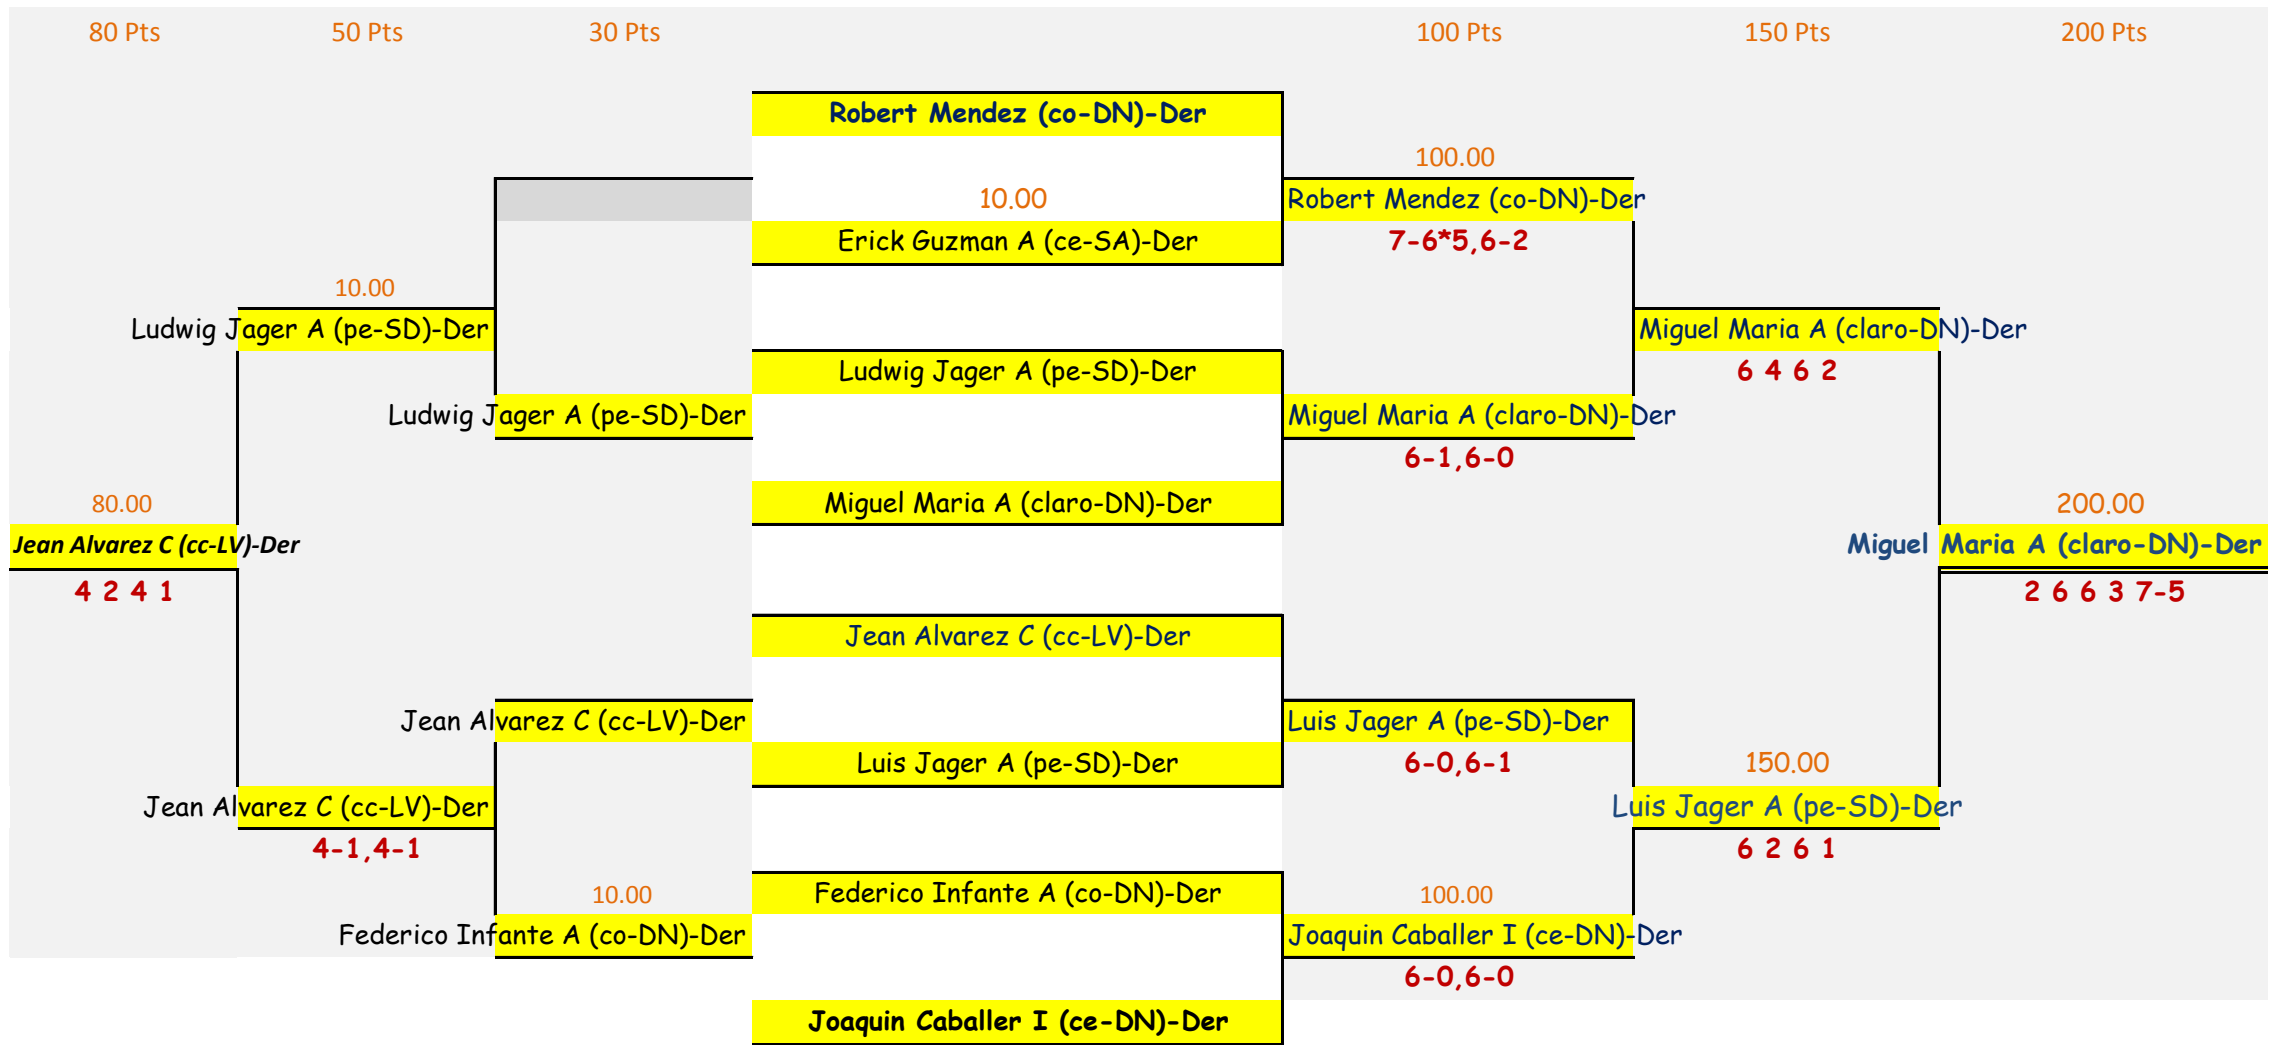 80 Pts 50 Pts 30 Pts 100 Pts 150 Pts 200 Pts
Robert Mendez (co-DN)-Der
100.00
10.00 Robert Mendez (co-DN)-Der
Erick Guzman A (ce-SA)-Der 7-6*5,6-2
10.00
Ludwig Jager A (pe-SD)-Der Miguel Maria A (claro-DN)-Der
Ludwig Jager A (pe-SD)-Der 6 4 6 2
Ludwig Jager A (pe-SD)-Der Miguel Maria A (claro-DN)-Der
6-1,6-0
80.00 Miguel Maria A (claro-DN)-Der 200.00
Jean Alvarez C (cc-LV)-Der Miguel Maria A (claro-DN)-Der
4 2 4 1 2 6 6 3 7-5
Jean Alvarez C (cc-LV)-Der
Jean Alvarez C (cc-LV)-Der Luis Jager A (pe-SD)-Der
Luis Jager A (pe-SD)-Der 6-0,6-1 150.00
Jean Alvarez C (cc-LV)-Der Luis Jager A (pe-SD)-Der
4-1,4-1 6 2 6 1
10.00 Federico Infante A (co-DN)-Der 100.00
Federico Infante A (co-DN)-Der Joaquin Caballer I (ce-DN)-Der
6-0,6-0
Joaquin Caballer I (ce-DN)-Der